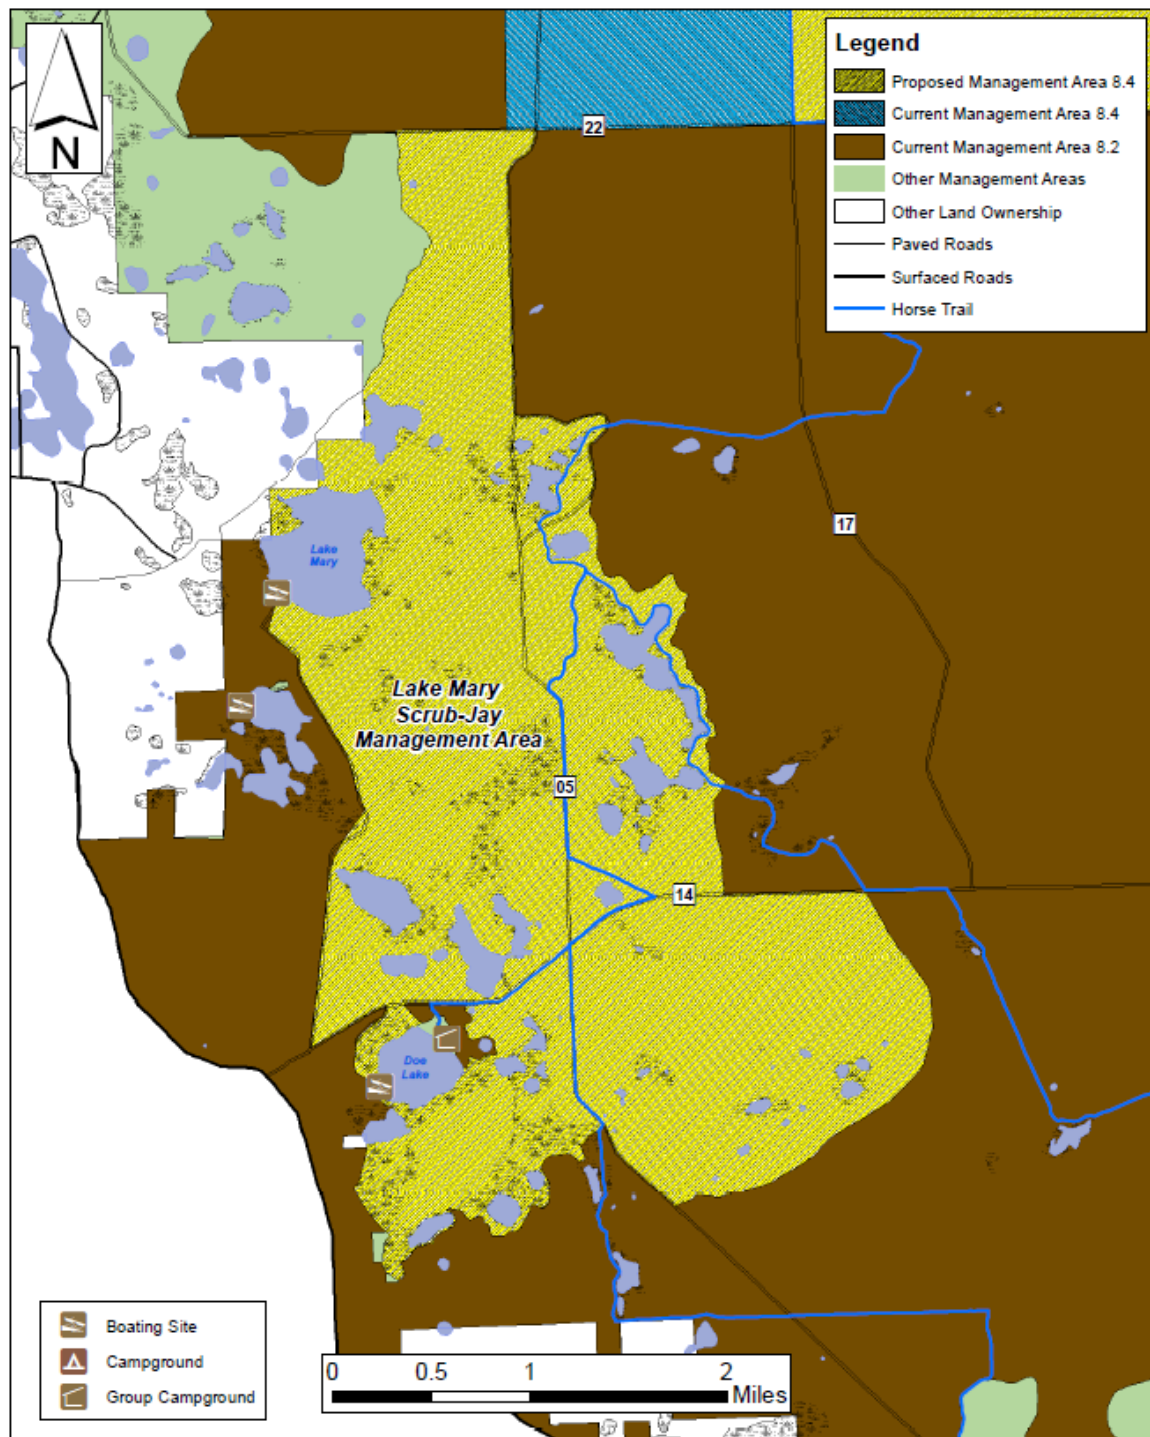 N
Legend
Proposed Management Area 8.4
Current Management Area 8.4
Current Management Area 8.2
Other Management Areas
Other Land Ownership
Paved Roads
Surfaced Roads
Horse Trail
22
17
Lake
Mary
Lake Mary
Scrub-Jay
Management Area
05
14
Doe
Lake
Boating Site
Campground
Group Campground
0 0.5 1 2
Miles